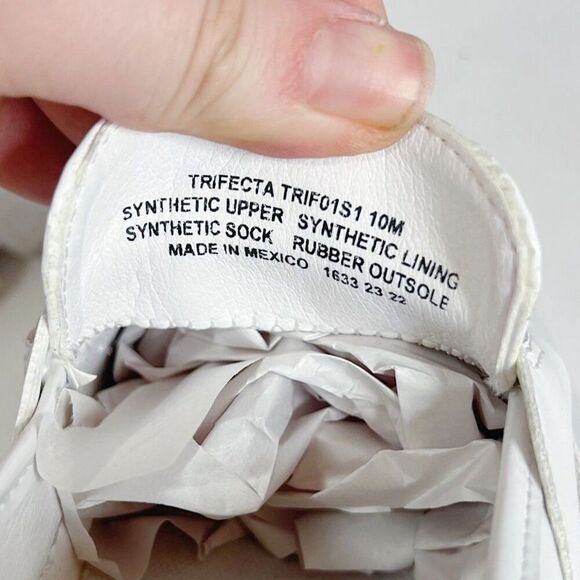 TRIFECTA TRIF01S1 10M
SYNTHETIC UPPER SYNTHETIC LINING
SYNTHETIC SOCK RUBBER OUTSOLE
MADE IN MEXICO 1633 23 22